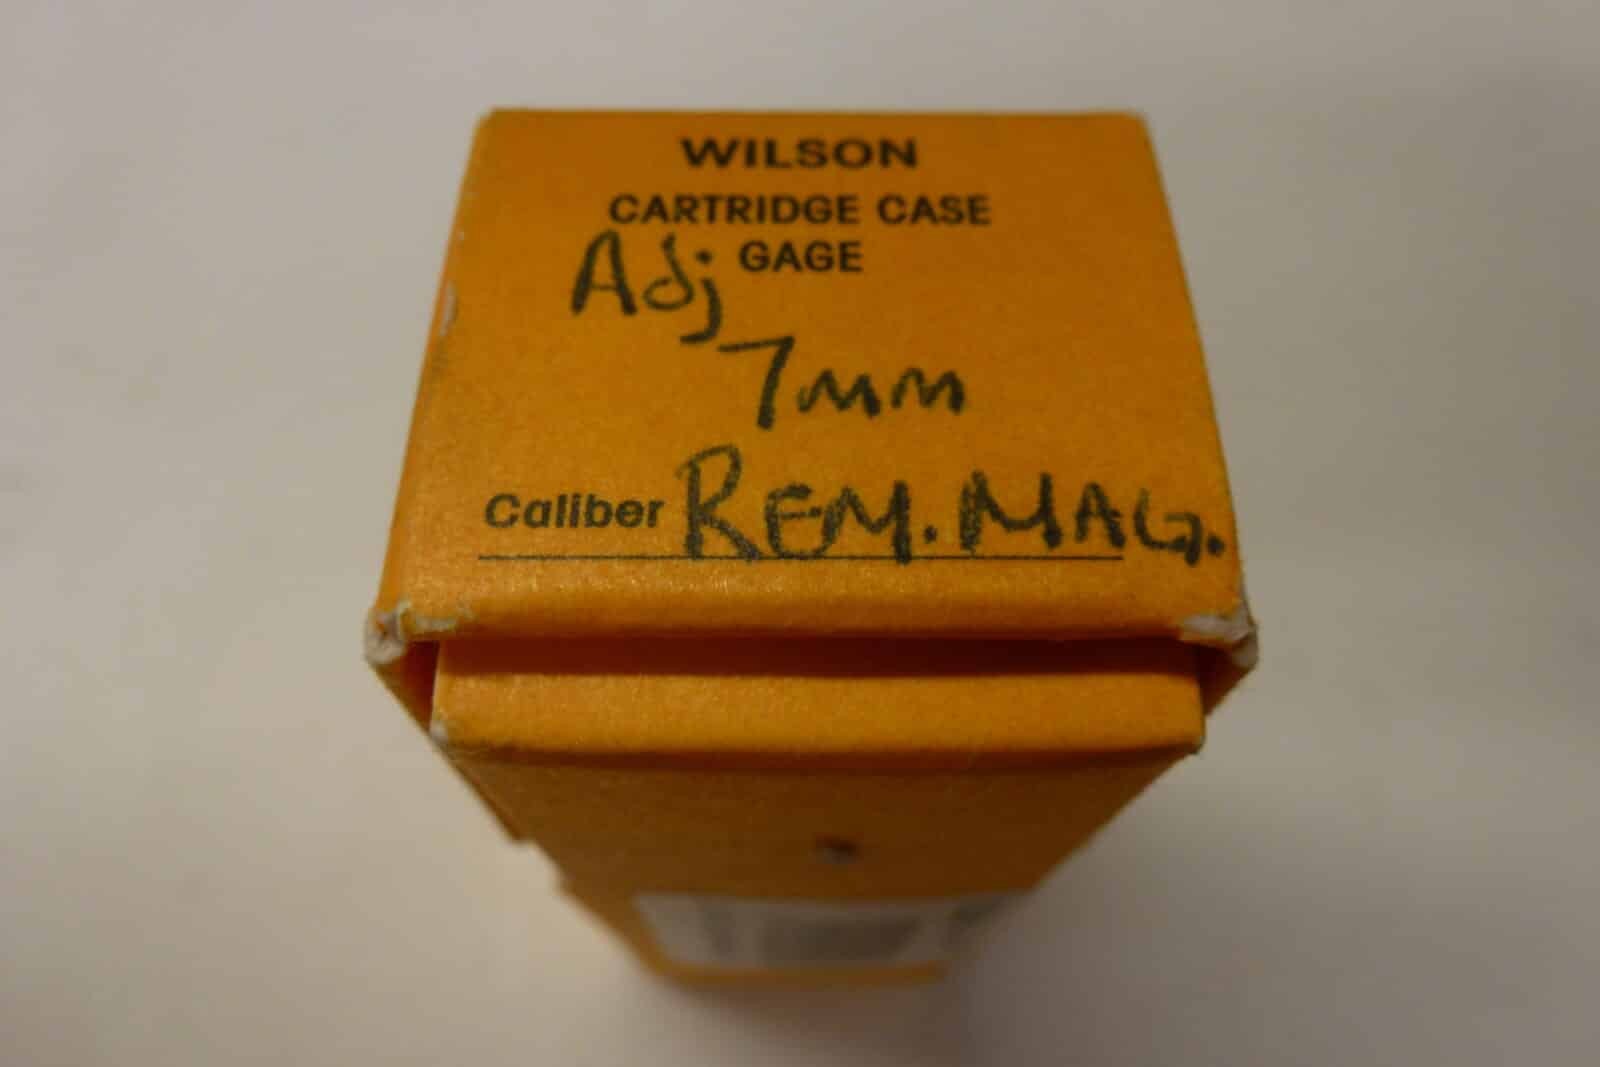 WILSON
CARTRIDGE CASE
Adj GAGE
7mm
Caliber REM. MAG.